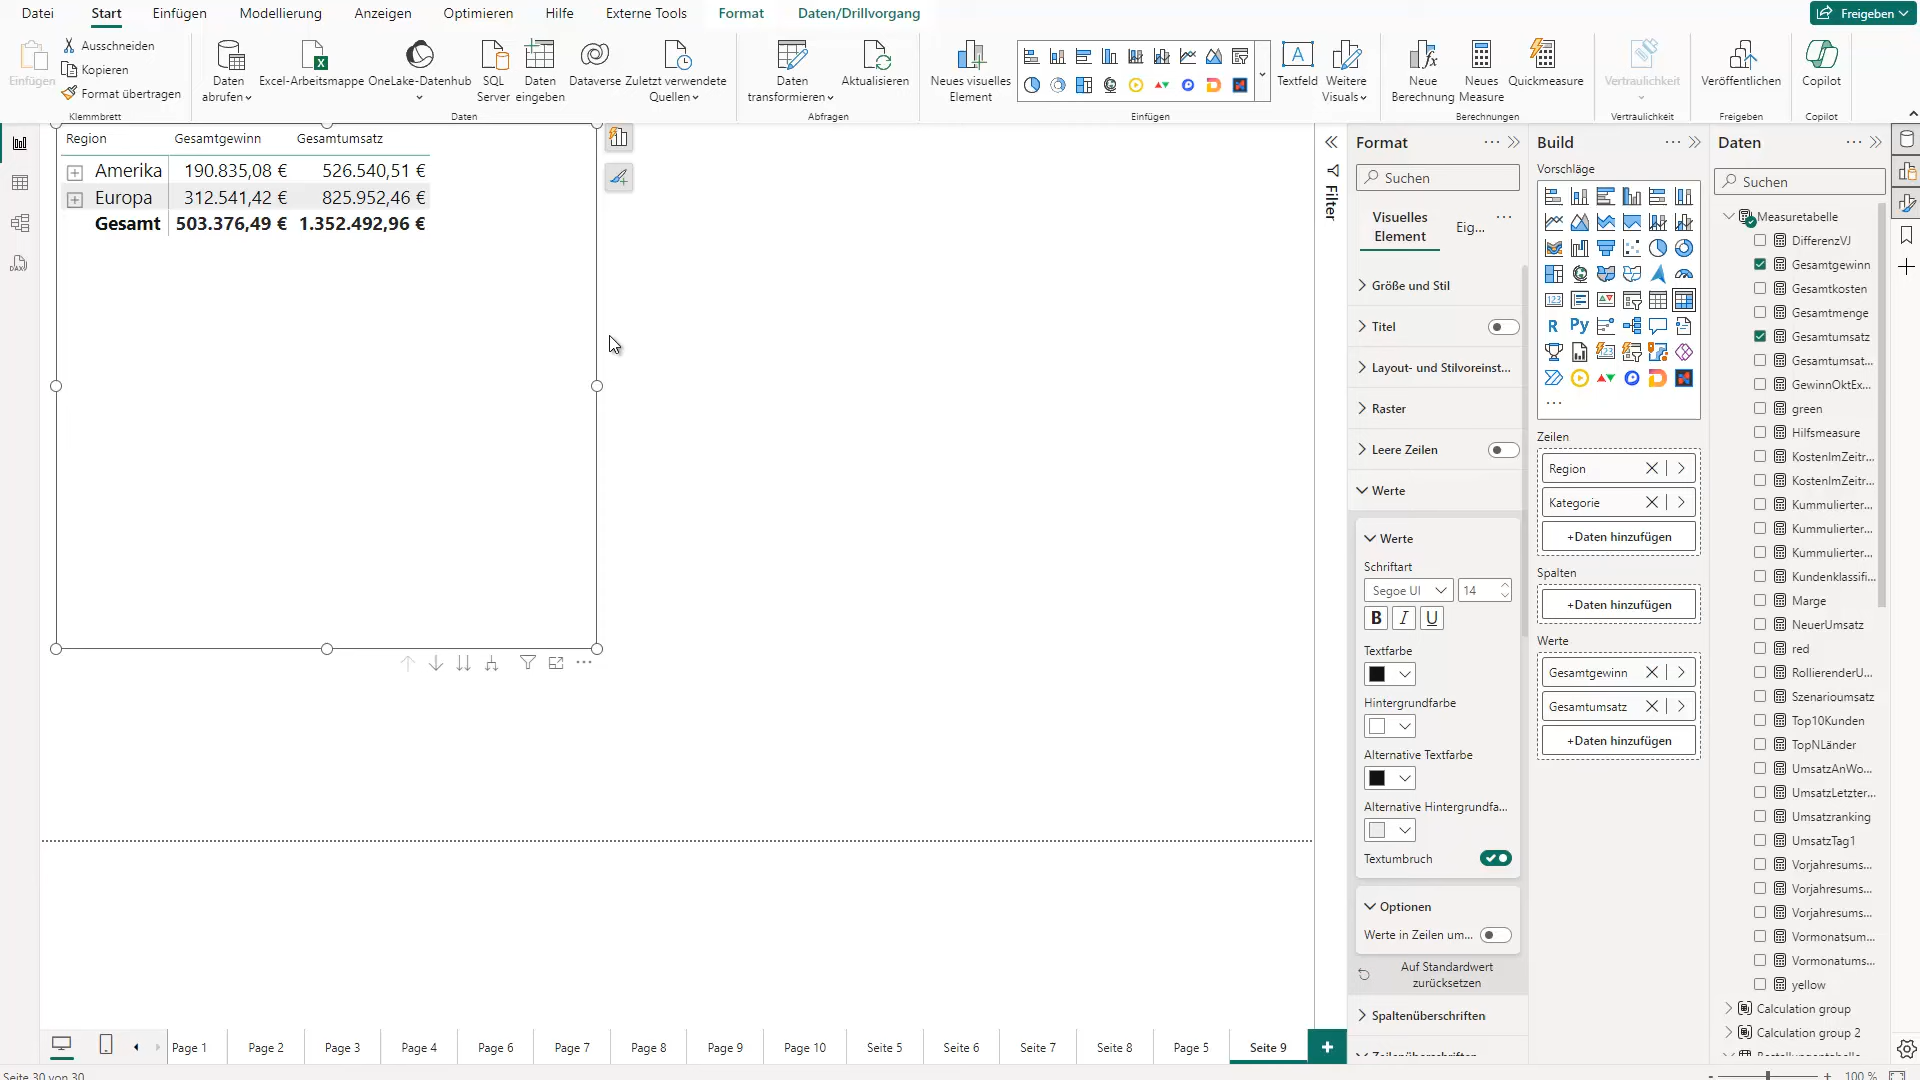 Datei
Start
Einfügen
Modellierung
Anzeigen
Optimieren
Hilfe
Externe Tools
Format
Daten/Drillvorgang
Freigeben
Einfügen
Ausschneiden
Kopieren
Format übertragen
Klemmbrett
Daten abrufen
Excel-Arbeitsmappe
OneLake-Datenhub
SQL Server
Daten eingeben
Dataverse
Zuletzt verwendete Quellen
Daten
Daten transformieren
Aktualisieren
Abfragen
Neues visuelles Element
Textfeld
Weitere Visuals
Einfügen
Neue Berechnung
Neues Measure
Quickmeasure
Berechnungen
Vertraulichkeit
Vertraulichkeit
Veröffentlichen
Freigeben
Copilot
Copilot
Region Gesamtgewinn Gesamtumsatz
Amerika 190.835,08 € 526.540,51 €
Europa 312.541,42 € 825.952,46 €
Gesamt 503.376,49 € 1.352.492,96 €
Filter
Format
Suchen
Visuelles Element
Eig...
Größe und Stil
Titel
Layout- und Stilvoreinst...
Raster
Leere Zeilen
Werte
Werte
Schriftart
Segoe UI 14
B I U
Textfarbe
Hintergrundfarbe
Alternative Textfarbe
Alternative Hintergrundfa...
Textumbruch
Optionen
Werte in Zeilen um...
Auf Standardwert
zurücksetzen
Spaltenüberschriften
Build
Vorschläge
R Py
Zeilen
Region
Kategorie
+Daten hinzufügen
Spalten
+Daten hinzufügen
Werte
Gesamtgewinn
Gesamtumsatz
+Daten hinzufügen
Daten
Suchen
Measuretabelle
DifferenzVJ
Gesamtgewinn
Gesamtkosten
Gesamtmenge
Gesamtumsatz
Gesamtumsat...
GewinnOktEx...
green
Hilfsmeasure
KostenImZeitr...
KostenImZeitr...
Kummulierter...
Kummulierter...
Kummulierter...
Kundenklassifi...
Marge
NeuerUmsatz
red
RollierenderU...
Szenarioumsatz
Top10Kunden
TopNLänder
UmsatzAnWo...
UmsatzLetzter...
Umsatzranking
UmsatzTag1
Vorjahresums...
Vorjahresums...
Vorjahresums...
Vormonatsum...
Vormonatums...
yellow
Calculation group
Calculation group 2
Page 1
Page 2
Page 3
Page 4
Page 6
Page 7
Page 8
Page 9
Page 10
Seite 5
Seite 6
Seite 7
Seite 8
Page 5
Seite 9
Seite 30 von 30
100 %